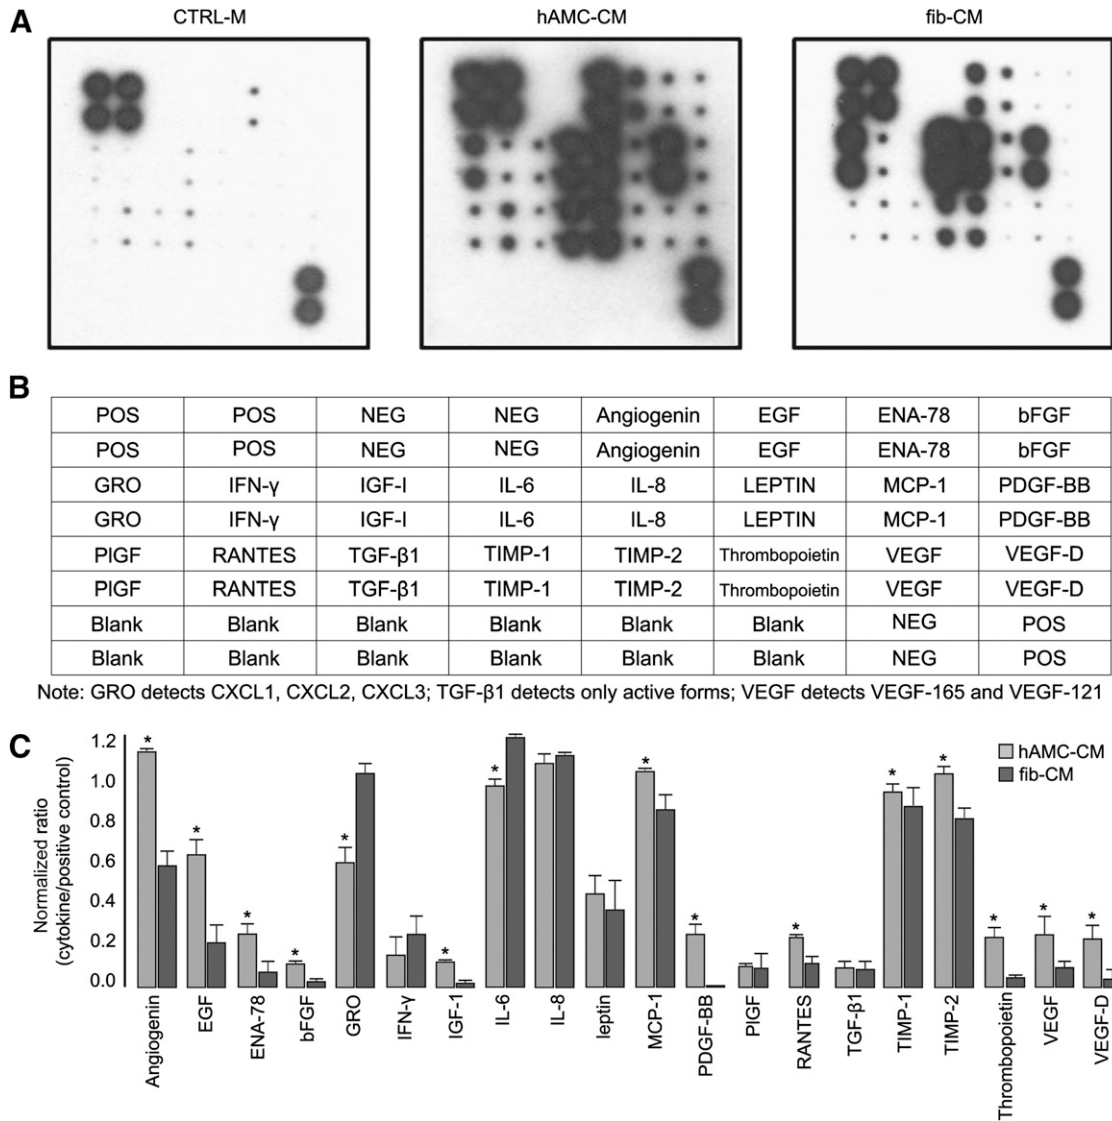 A
CTRL-M
hAMC-CM
fib-CM
B
POS POS NEG NEG Angiogenin EGF ENA-78 bFGF
POS POS NEG NEG Angiogenin EGF ENA-78 bFGF
GRO IFN-γ IGF-I IL-6 IL-8 LEPTIN MCP-1 PDGF-BB
GRO IFN-γ IGF-I IL-6 IL-8 LEPTIN MCP-1 PDGF-BB
PlGF RANTES TGF-β1 TIMP-1 TIMP-2 Thrombopoietin VEGF VEGF-D
PlGF RANTES TGF-β1 TIMP-1 TIMP-2 Thrombopoietin VEGF VEGF-D
Blank Blank Blank Blank Blank Blank NEG POS
Blank Blank Blank Blank Blank Blank NEG POS
Note: GRO detects CXCL1, CXCL2, CXCL3; TGF-β1 detects only active forms; VEGF detects VEGF-165 and VEGF-121
C
Normalized ratio
(cytokine/positive control)
1.2
1.0
0.8
0.6
0.4
0.2
0.0
* * * * * * * * * * * * * * *
hAMC-CM
fib-CM
Angiogenin
EGF
ENA-78
bFGF
GRO
IFN-γ
IGF-1
IL-6
IL-8
leptin
MCP-1
PDGF-BB
PlGF
RANTES
TGF-β1
TIMP-1
TIMP-2
Thrombopoietin
VEGF
VEGF-D